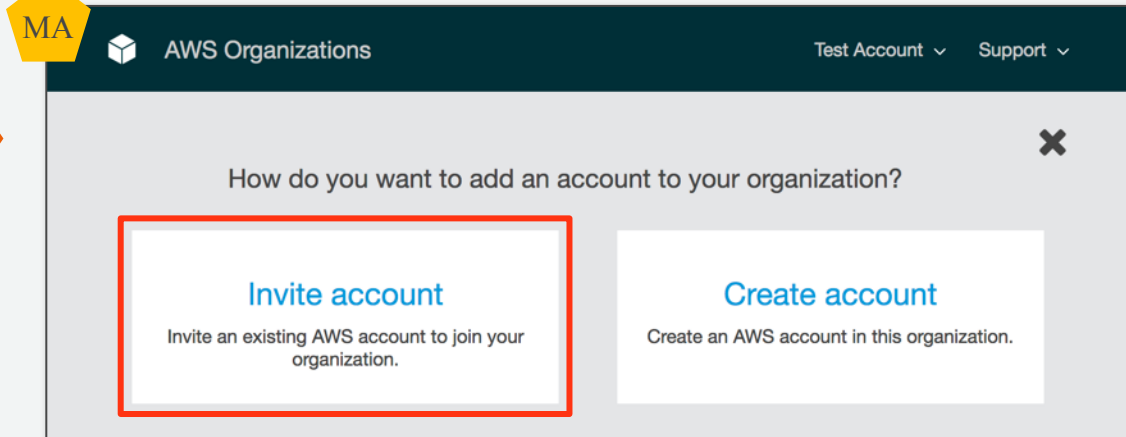 MA
AWS Organizations
Test Account
Support
How do you want to add an account to your organization?
Invite account
Invite an existing AWS account to join your
organization.
Create account
Create an AWS account in this organization.